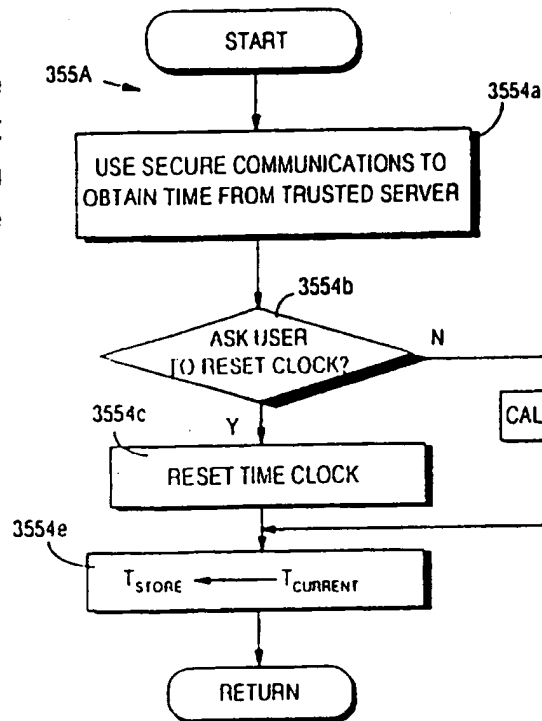 START
355A
3554a
USE SECURE COMMUNICATIONS TO
OBTAIN TIME FROM TRUSTED SERVER
3554b
ASK USER
TO RESET CLOCK?
N
Y
CAL
3554c
RESET TIME CLOCK
3554e
TSTORE ← TCURRENT
RETURN